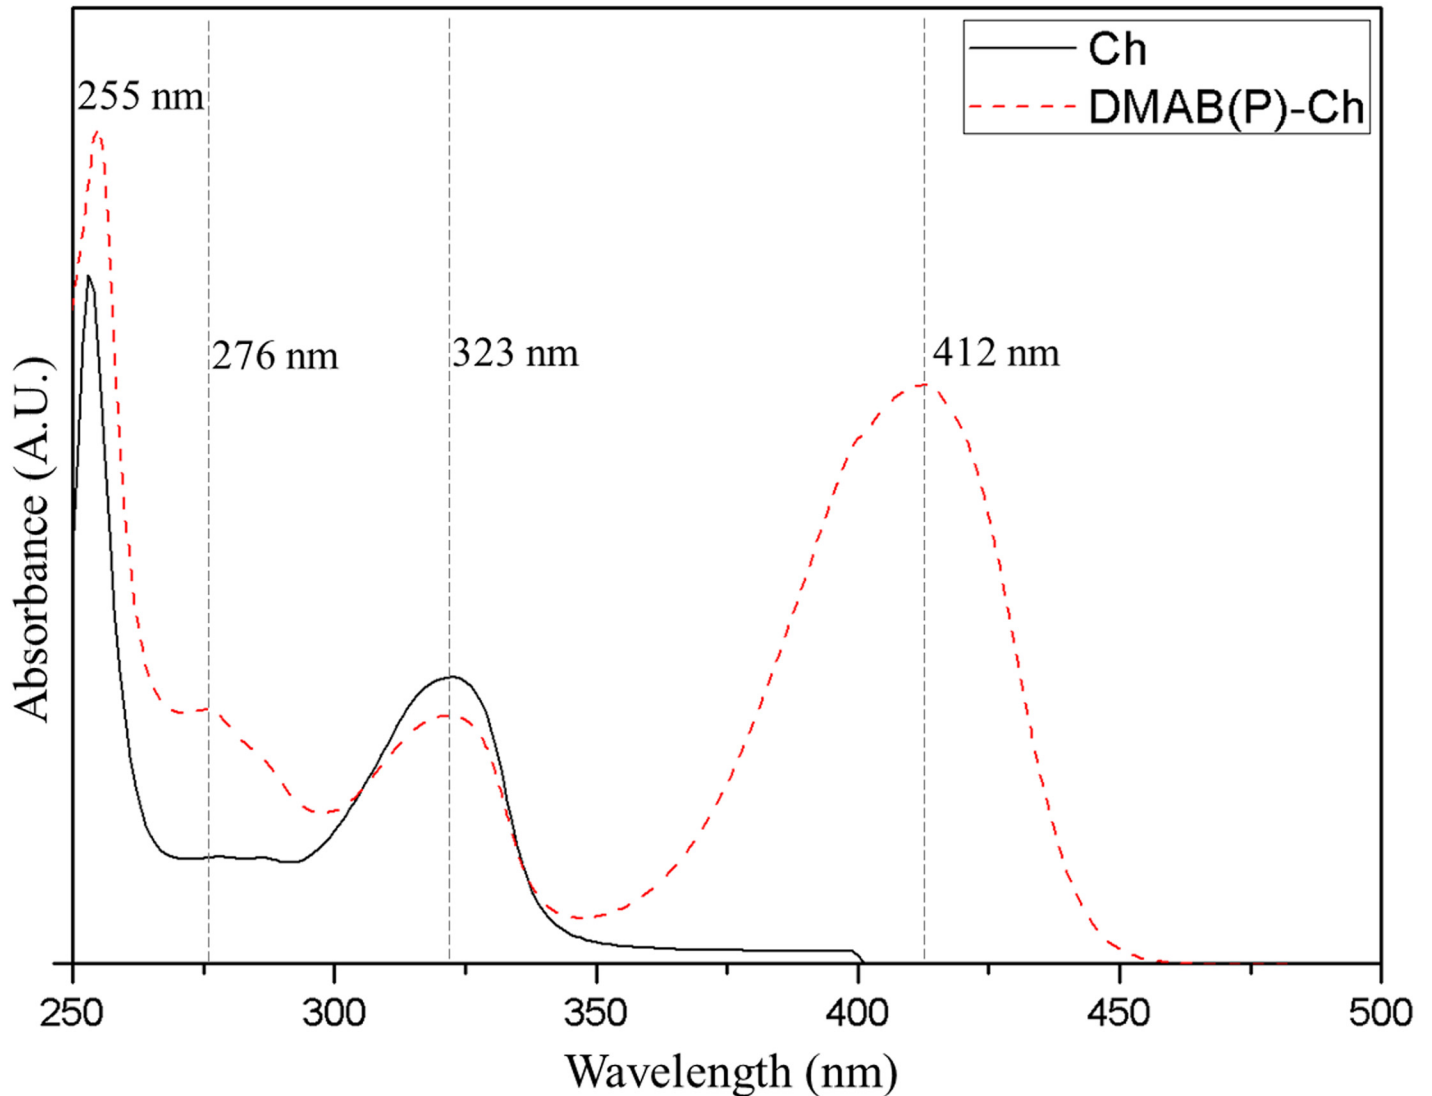 Ch
DMAB(P)-Ch
255 nm
276 nm
323 nm
412 nm
Absorbance (A.U.)
250
300
350
400
450
500
Wavelength (nm)